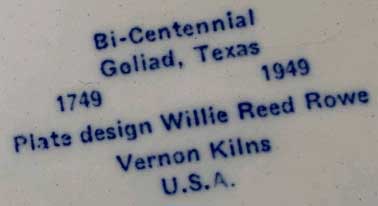 Bi-Centennial
Goliad, Texas
1749 1949
Plate design Willie Reed Rowe
Vernon Kilns
U.S.A.